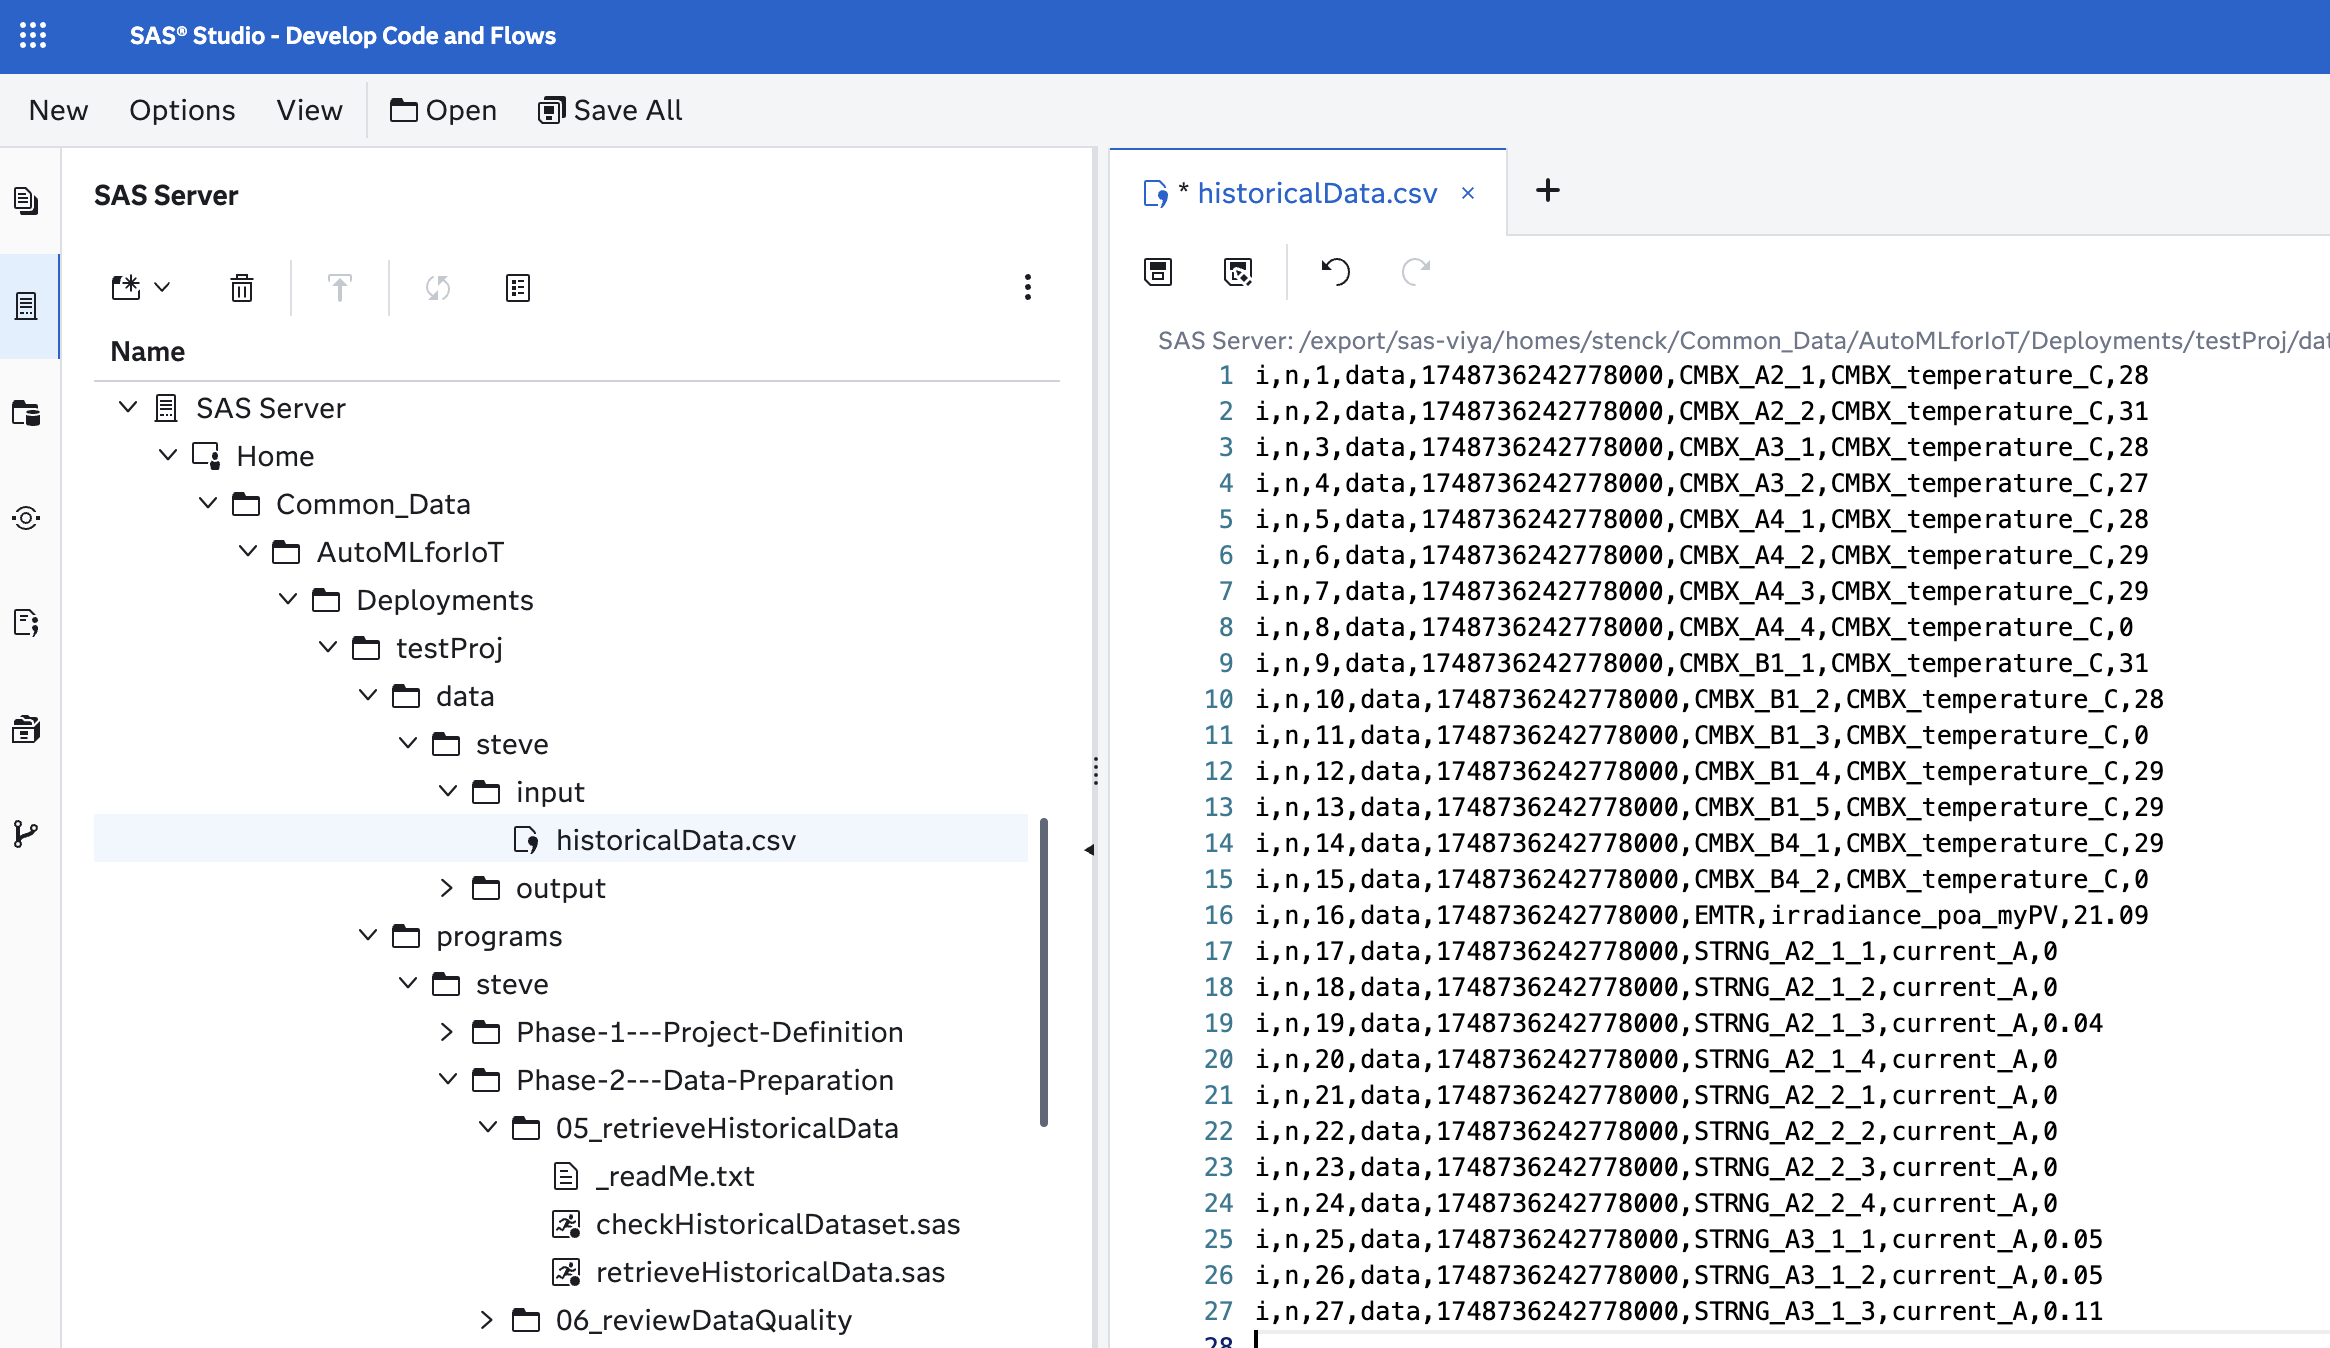 SAS® Studio - Develop Code and Flows
New Options View Open Save All
SAS Server
Name
SAS Server
Home
Common_Data
AutoMLforIoT
Deployments
testProj
data
steve
input
historicalData.csv
output
programs
steve
Phase-1---Project-Definition
Phase-2---Data-Preparation
05_retrieveHistoricalData
_readMe.txt
checkHistoricalDataset.sas
retrieveHistoricalData.sas
06_reviewDataQuality
* historicalData.csv × +
SAS Server: /export/sas-viya/homes/stenck/Common_Data/AutoMLforIoT/Deployments/testProj/dat
1 i,n,1,data,1748736242778000,CMBX_A2_1,CMBX_temperature_C,28
2 i,n,2,data,1748736242778000,CMBX_A2_2,CMBX_temperature_C,31
3 i,n,3,data,1748736242778000,CMBX_A3_1,CMBX_temperature_C,28
4 i,n,4,data,1748736242778000,CMBX_A3_2,CMBX_temperature_C,27
5 i,n,5,data,1748736242778000,CMBX_A4_1,CMBX_temperature_C,28
6 i,n,6,data,1748736242778000,CMBX_A4_2,CMBX_temperature_C,29
7 i,n,7,data,1748736242778000,CMBX_A4_3,CMBX_temperature_C,29
8 i,n,8,data,1748736242778000,CMBX_A4_4,CMBX_temperature_C,0
9 i,n,9,data,1748736242778000,CMBX_B1_1,CMBX_temperature_C,31
10 i,n,10,data,1748736242778000,CMBX_B1_2,CMBX_temperature_C,28
11 i,n,11,data,1748736242778000,CMBX_B1_3,CMBX_temperature_C,0
12 i,n,12,data,1748736242778000,CMBX_B1_4,CMBX_temperature_C,29
13 i,n,13,data,1748736242778000,CMBX_B1_5,CMBX_temperature_C,29
14 i,n,14,data,1748736242778000,CMBX_B4_1,CMBX_temperature_C,29
15 i,n,15,data,1748736242778000,CMBX_B4_2,CMBX_temperature_C,0
16 i,n,16,data,1748736242778000,EMTR,irradiance_poa_myPV,21.09
17 i,n,17,data,1748736242778000,STRNG_A2_1_1,current_A,0
18 i,n,18,data,1748736242778000,STRNG_A2_1_2,current_A,0
19 i,n,19,data,1748736242778000,STRNG_A2_1_3,current_A,0.04
20 i,n,20,data,1748736242778000,STRNG_A2_1_4,current_A,0
21 i,n,21,data,1748736242778000,STRNG_A2_2_1,current_A,0
22 i,n,22,data,1748736242778000,STRNG_A2_2_2,current_A,0
23 i,n,23,data,1748736242778000,STRNG_A2_2_3,current_A,0
24 i,n,24,data,1748736242778000,STRNG_A2_2_4,current_A,0
25 i,n,25,data,1748736242778000,STRNG_A3_1_1,current_A,0.05
26 i,n,26,data,1748736242778000,STRNG_A3_1_2,current_A,0.05
27 i,n,27,data,1748736242778000,STRNG_A3_1_3,current_A,0.11
28